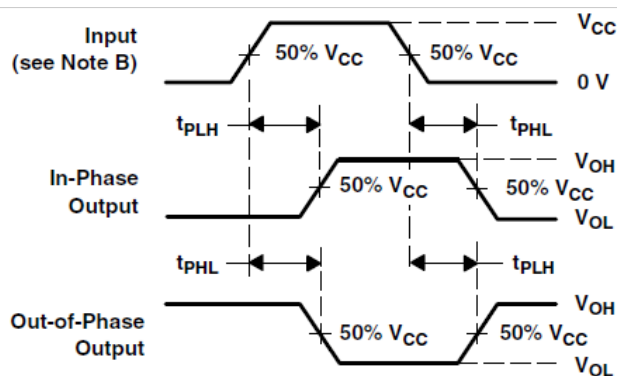 Input
(see Note B)
50% VCC
50% VCC
VCC
0 V
tPLH
tPHL
In-Phase
Output
50% VCC
50% VCC
VOH
VOL
tPHL
tPLH
Out-of-Phase
Output
50% VCC
50% VCC
VOH
VOL